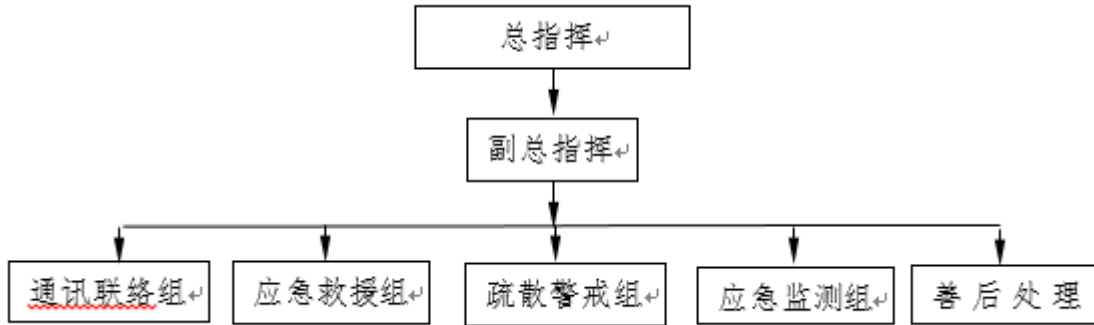 总指挥
副总指挥
通讯联络组
应急救援组
疏散警戒组
应急监测组
善后处理